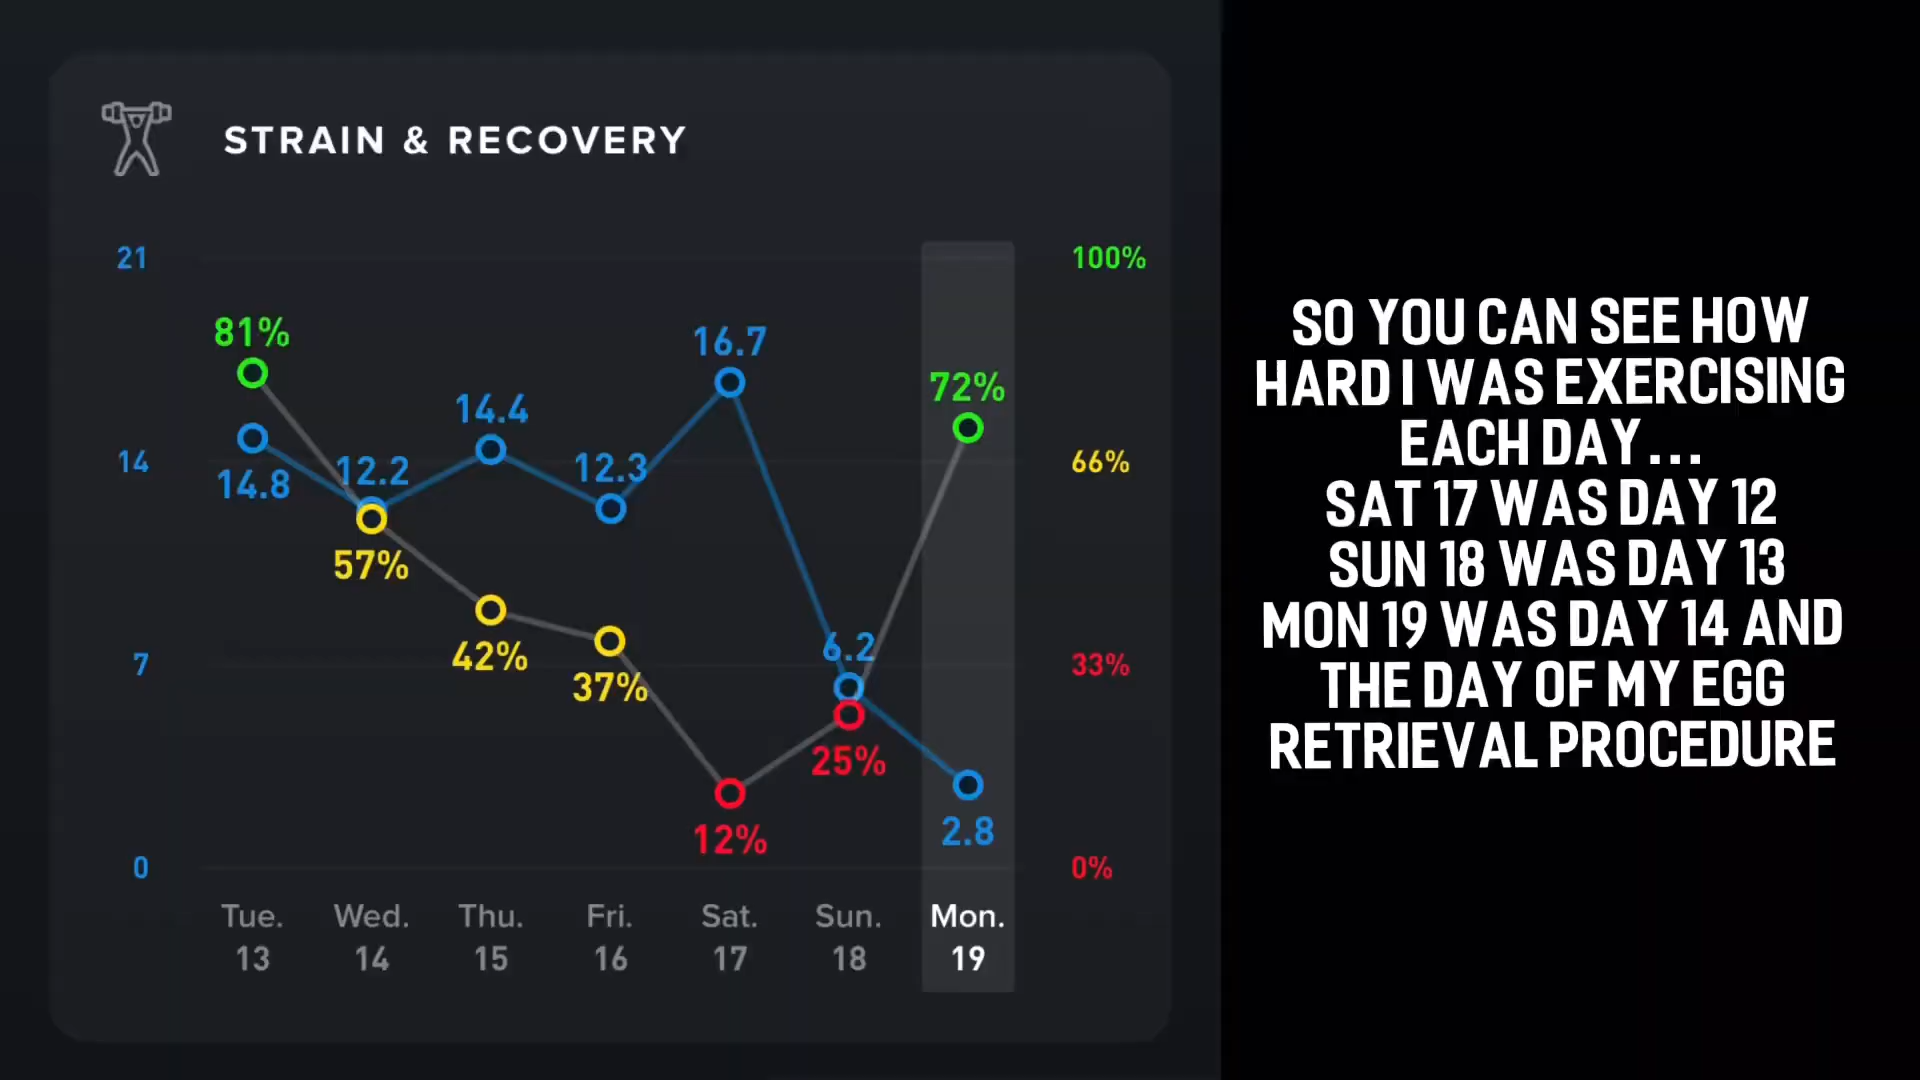 STRAIN & RECOVERY
21
100%
81%
16.7
72%
14.4
14
66%
14.8
12.2
12.3
57%
42%
37%
6.2
7
33%
25%
12%
2.8
0
0%
Tue. Wed. Thu. Fri. Sat. Sun. Mon.
13 14 15 16 17 18 19
SO YOU CAN SEE HOW
HARD I WAS EXERCISING
EACH DAY...
SAT 17 WAS DAY 12
SUN 18 WAS DAY 13
MON 19 WAS DAY 14 AND
THE DAY OF MY EGG
RETRIEVAL PROCEDURE